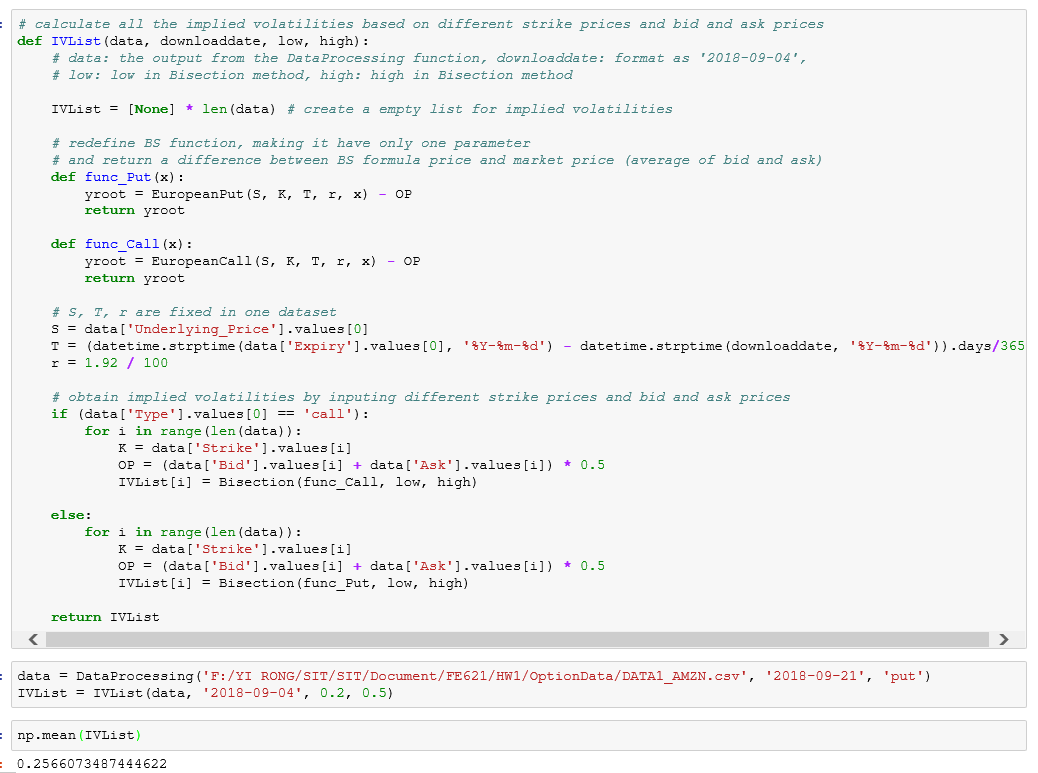 # calculate all the implied volatilities based on different strike prices and bid and ask prices
def IVList(data, downloaddate, low, high):
    # data: the output from the DataProcessing function, downloaddate: format as '2018-09-04',
    # low: low in Bisection method, high: high in Bisection method

    IVList = [None] * len(data) # create a empty list for implied volatilities

    # redefine BS function, making it have only one parameter
    # and return a difference between BS formula price and market price (average of bid and ask)
    def func_Put(x):
        yroot = EuropeanPut(S, K, T, r, x) - OP
        return yroot

    def func_Call(x):
        yroot = EuropeanCall(S, K, T, r, x) - OP
        return yroot

    # S, T, r are fixed in one dataset
    S = data['Underlying_Price'].values[0]
    T = (datetime.strptime(data['Expiry'].values[0], '%Y-%m-%d') - datetime.strptime(downloaddate, '%Y-%m-%d')).days/365
    r = 1.92 / 100

    # obtain implied volatilities by inputing different strike prices and bid and ask prices
    if (data['Type'].values[0] == 'call'):
        for i in range(len(data)):
            K = data['Strike'].values[i]
            OP = (data['Bid'].values[i] + data['Ask'].values[i]) * 0.5
            IVList[i] = Bisection(func_Call, low, high)

    else:
        for i in range(len(data)):
            K = data['Strike'].values[i]
            OP = (data['Bid'].values[i] + data['Ask'].values[i]) * 0.5
            IVList[i] = Bisection(func_Put, low, high)

    return IVList
data = DataProcessing('F:/YI RONG/SIT/SIT/Document/FE621/HW1/OptionData/DATA1_AMZN.csv', '2018-09-21', 'put')
IVList = IVList(data, '2018-09-04', 0.2, 0.5)
np.mean(IVList)
0.2566073487444622